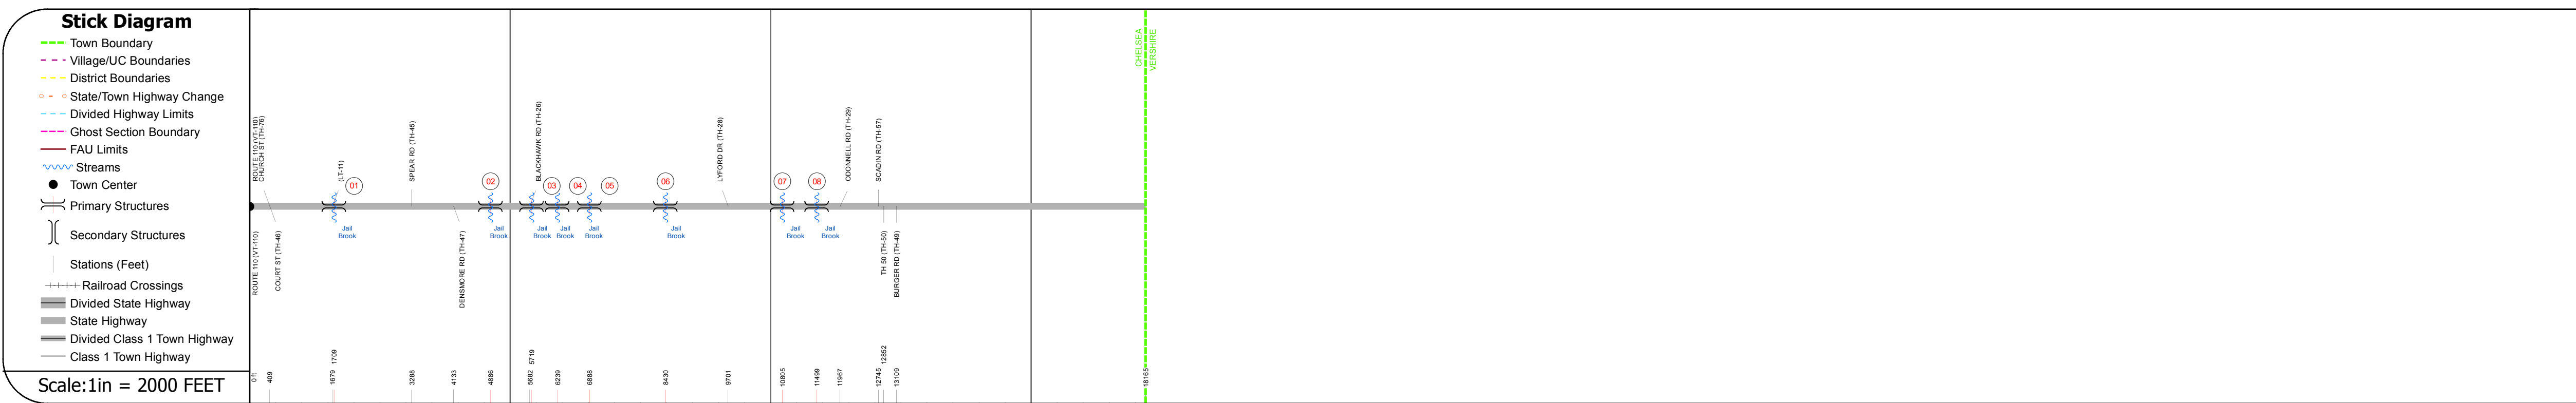 Stick Diagram
Town Boundary
Village/UC Boundaries
District Boundaries
State/Town Highway Change
Divided Highway Limits
Ghost Section Boundary
FAU Limits
Streams
Town Center
Primary Structures
Secondary Structures
Stations (Feet)
Railroad Crossings
Divided State Highway
State Highway
Divided Class 1 Town Highway
Class 1 Town Highway
Scale:1in = 2000 FEET
CHELSEA
VERSHIRE
ROUTE 110 (VT-110)
CHURCH ST (TH-76)
(LT-11)
SPEAR RD (TH-45)
BLACKHAWK RD (TH-26)
LYFORD DR (TH-28)
ODONNELL RD (TH-29)
SCADIN RD (TH-57)
01
02
03
04
05
06
07
08
Jail
Brook
Jail
Brook
Jail
Brook
Jail
Brook
Jail
Brook
Jail
Brook
Jail
Brook
Jail
Brook
ROUTE 110 (VT-110)
COURT ST (TH-46)
DENSMORE RD (TH-47)
TH 50 (TH-50)
BURGER RD (TH-49)
0 ft
409
1679
1709
3288
4133
4886
5682
5719
6239
6888
8430
9701
10805
11499
11967
12745
12852
13109
18165